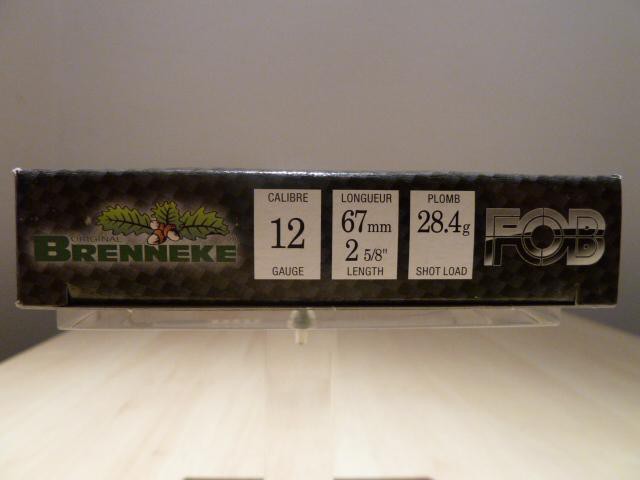 ORIGINAL
BRENNEKE
CALIBRE
12
GAUGE
LONGUEUR
67mm
2 5/8"
LENGTH
PLOMB
28.4g
SHOT LOAD
FOB